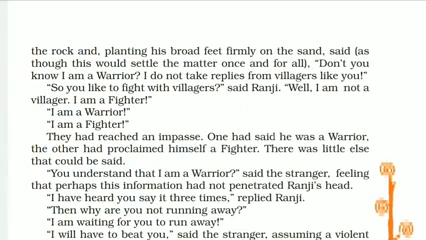 the rock and, planting his broad feet firmly on the sand, said (as
though this would settle the matter once and for all), “Don’t you
know I am a Warrior? I do not take replies from villagers like you!”
“So you like to fight with villagers?” said Ranji. “Well, I am not a
villager. I am a Fighter!”
“I am a Warrior!”
“I am a Fighter!”
They had reached an impasse. One had said he was a Warrior,
the other had proclaimed himself a Fighter. There was little else
that could be said.
“You understand that I am a Warrior?” said the stranger, feeling
that perhaps this information had not penetrated Ranji’s head.
“I have heard you say it three times,” replied Ranji.
“Then why are you not running away?”
“I am waiting for you to run away!”
“I will have to beat you,” said the stranger, assuming a violent